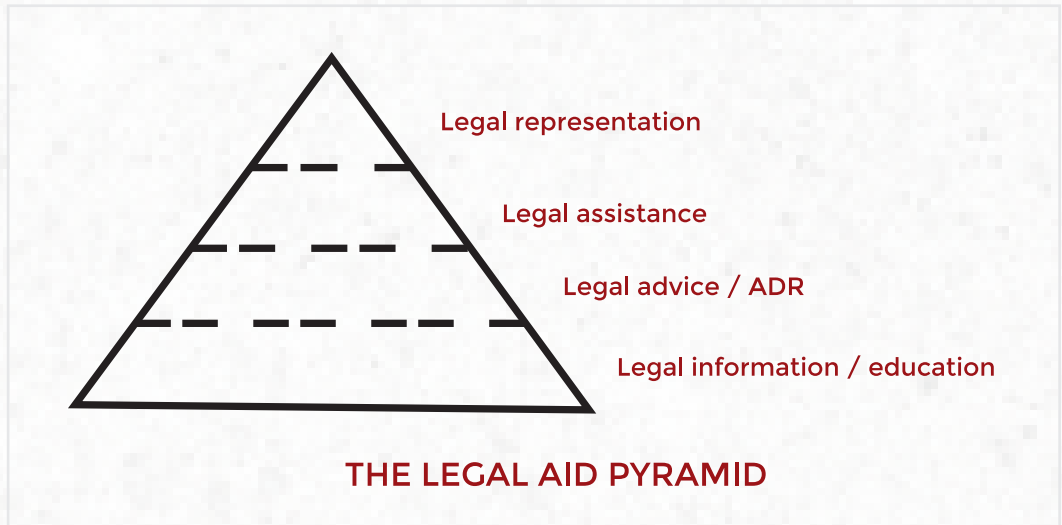 Legal representation
Legal assistance
Legal advice / ADR
Legal information / education
THE LEGAL AID PYRAMID